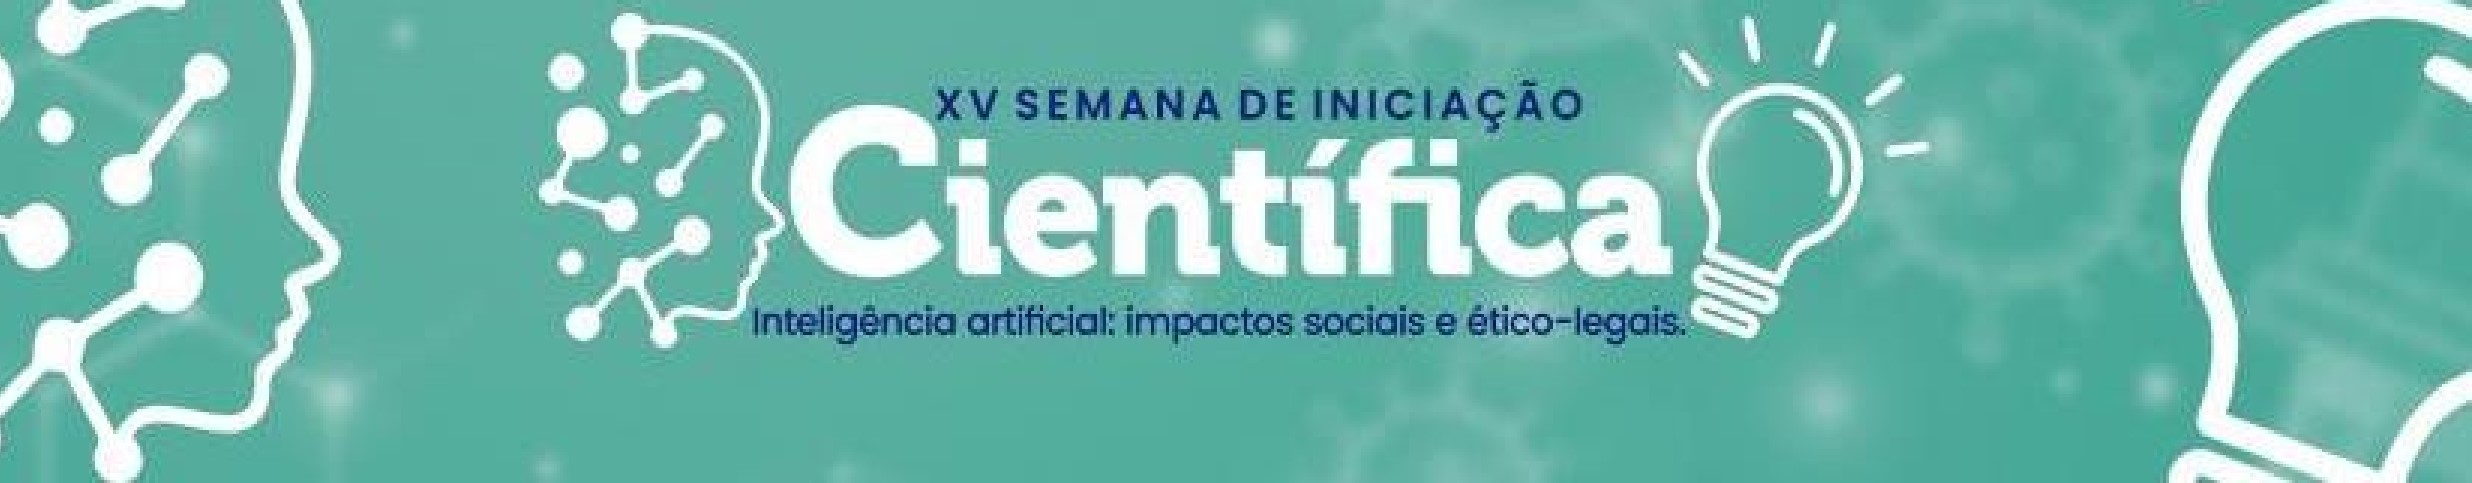 XV SEMANA DE INICIAÇÃO
Científica
Inteligência artificial: impactos sociais e ético-legais.